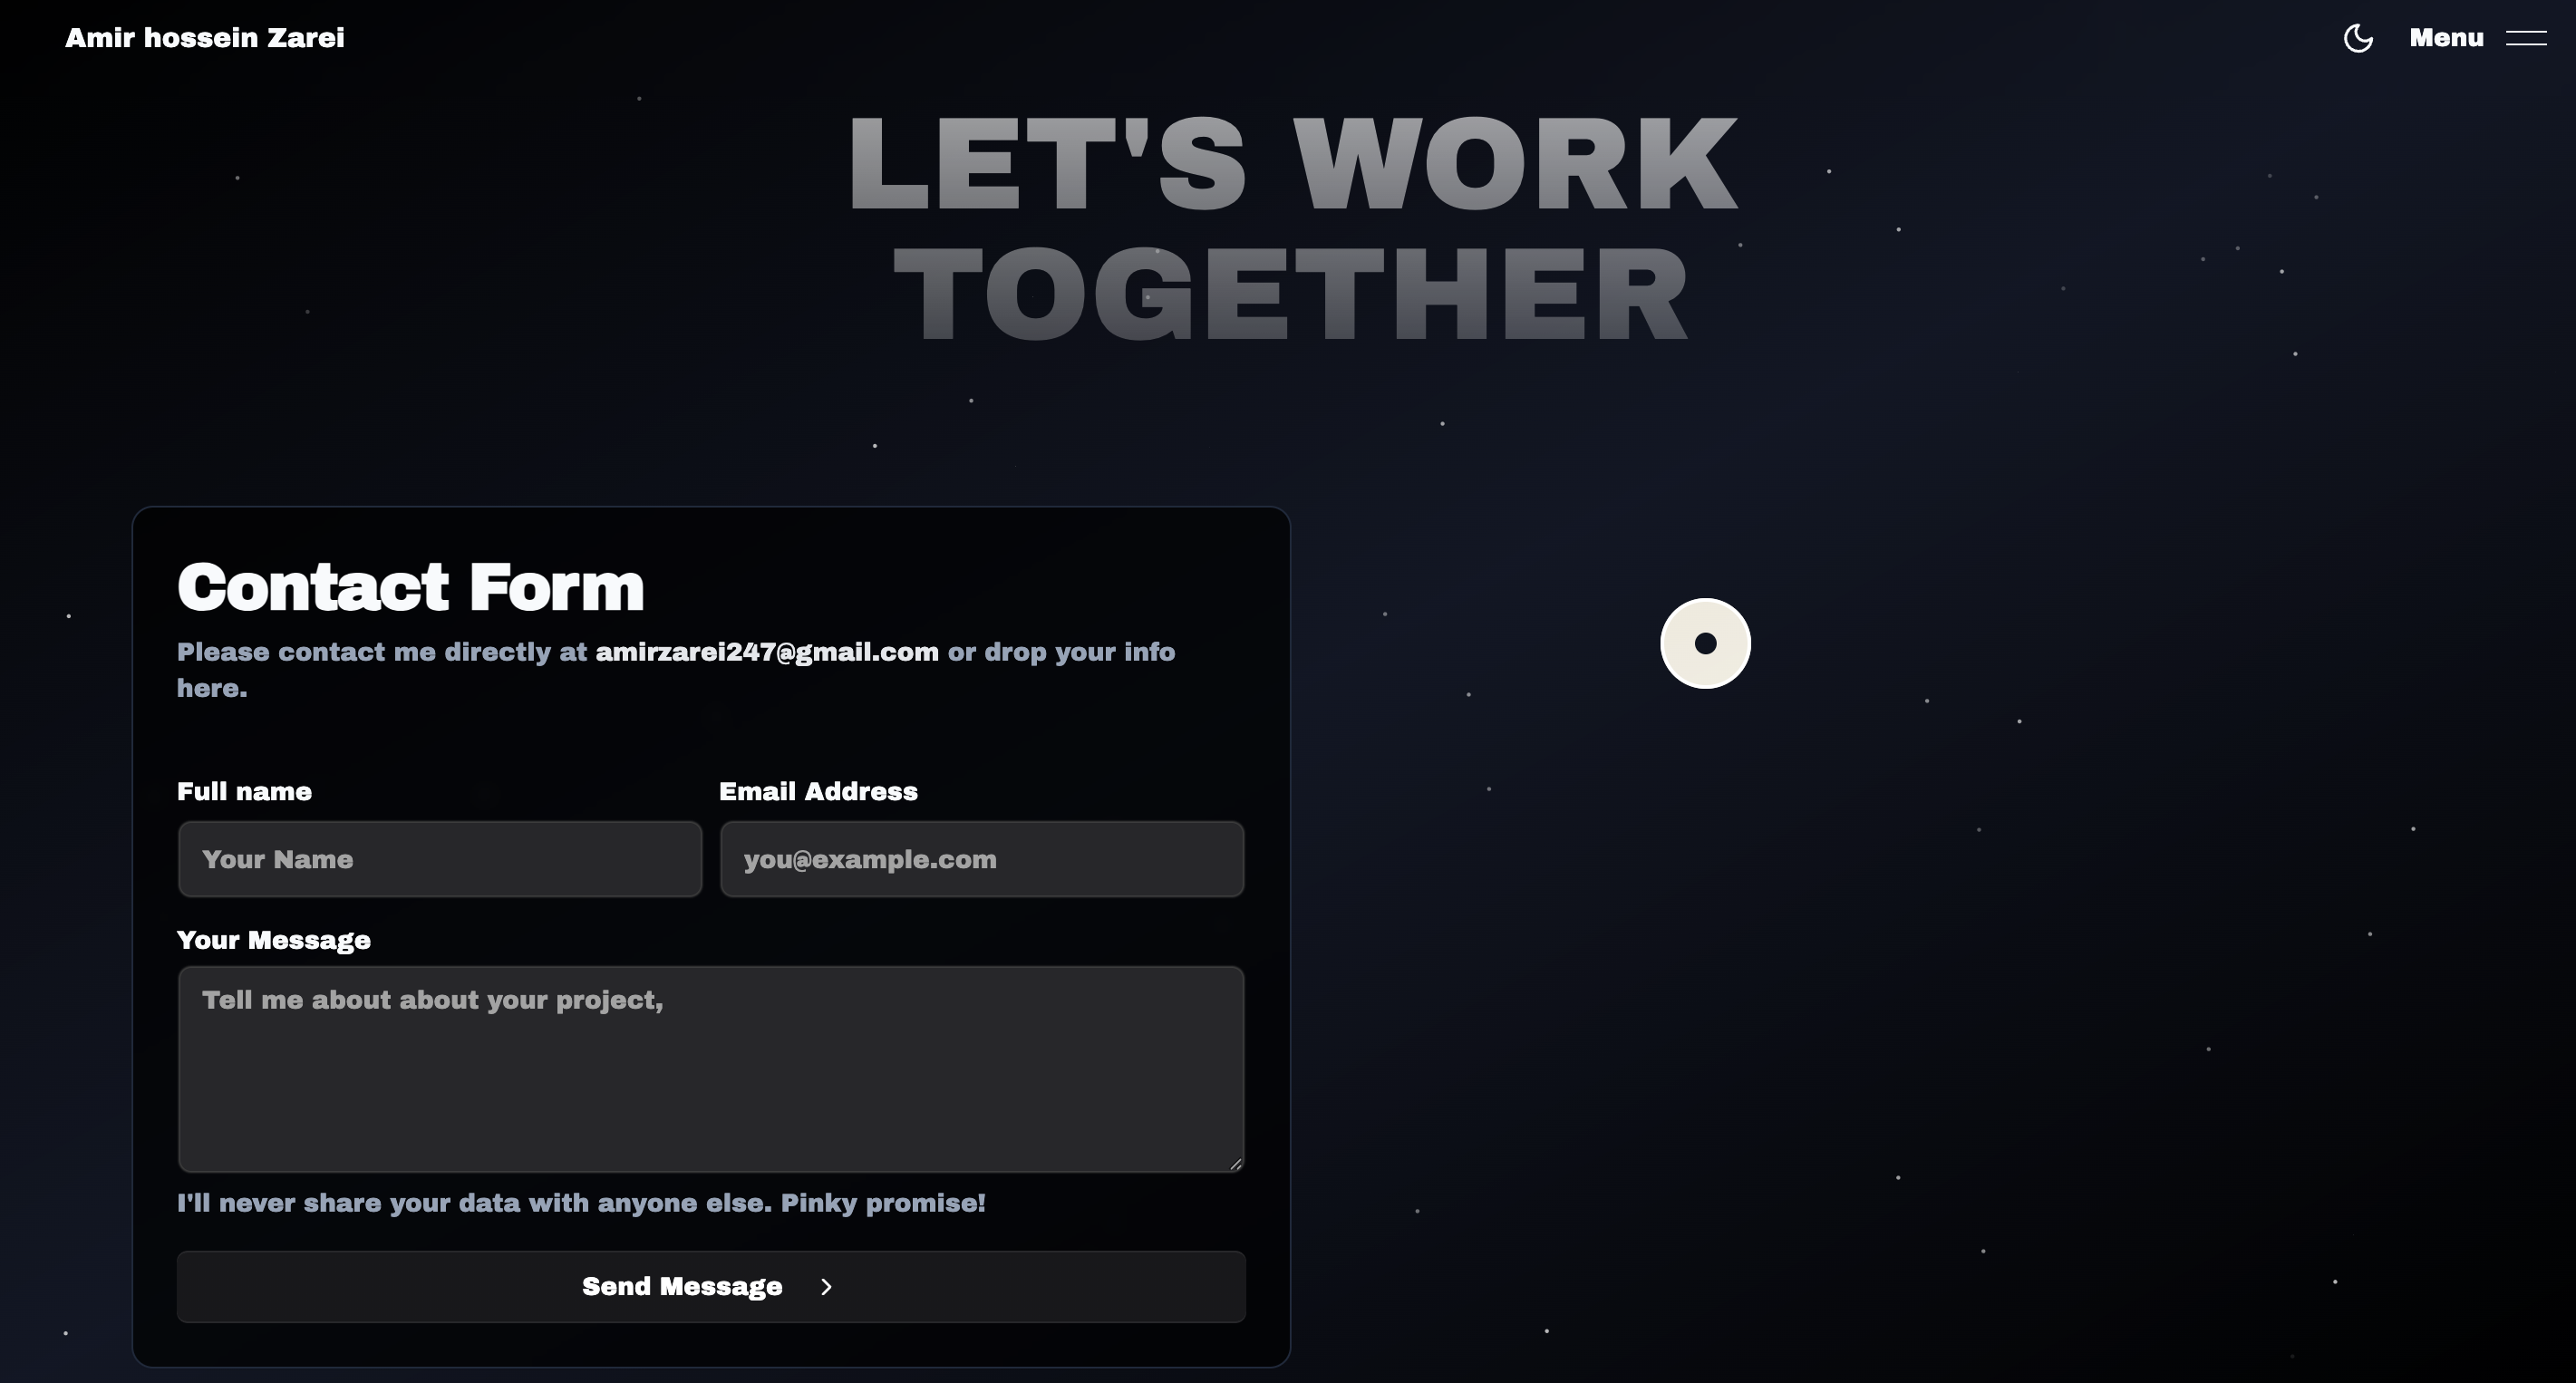 Amir hossein Zarei
Menu
LET'S WORK
TOGETHER
Contact Form
Please contact me directly at amirzarei247@gmail.com or drop your info
here.
Full name
Email Address
Your Name
you@example.com
Your Message
Tell me about about your project,
I'll never share your data with anyone else. Pinky promise!
Send Message